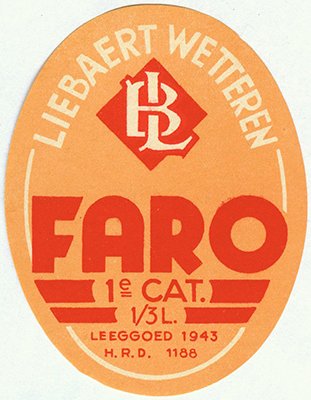 LIEBAERT WETTEREN
BL
FARO
1e CAT.
1/3 L.
LEEGGOED 1943
H.R.D. 1188